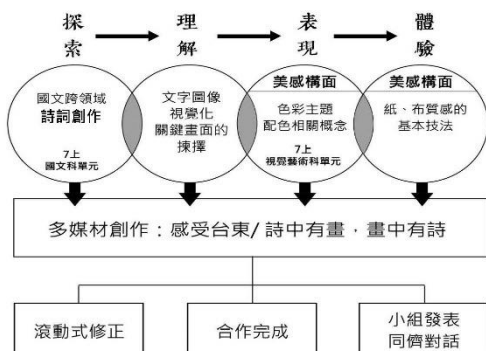 探索
理解
表現
體驗
國文跨領域
詩詞創作
7上
國文科單元
文字圖像
視覺化
關鍵畫面的
揀擇
美感構面
色彩主題
配色相關概念
7上
視覺藝術科單元
美感構面
紙、布質感的
基本技法
多媒材創作：感受台東/詩中有畫，畫中有詩
滾動式修正
合作完成
小組發表
同儕對話